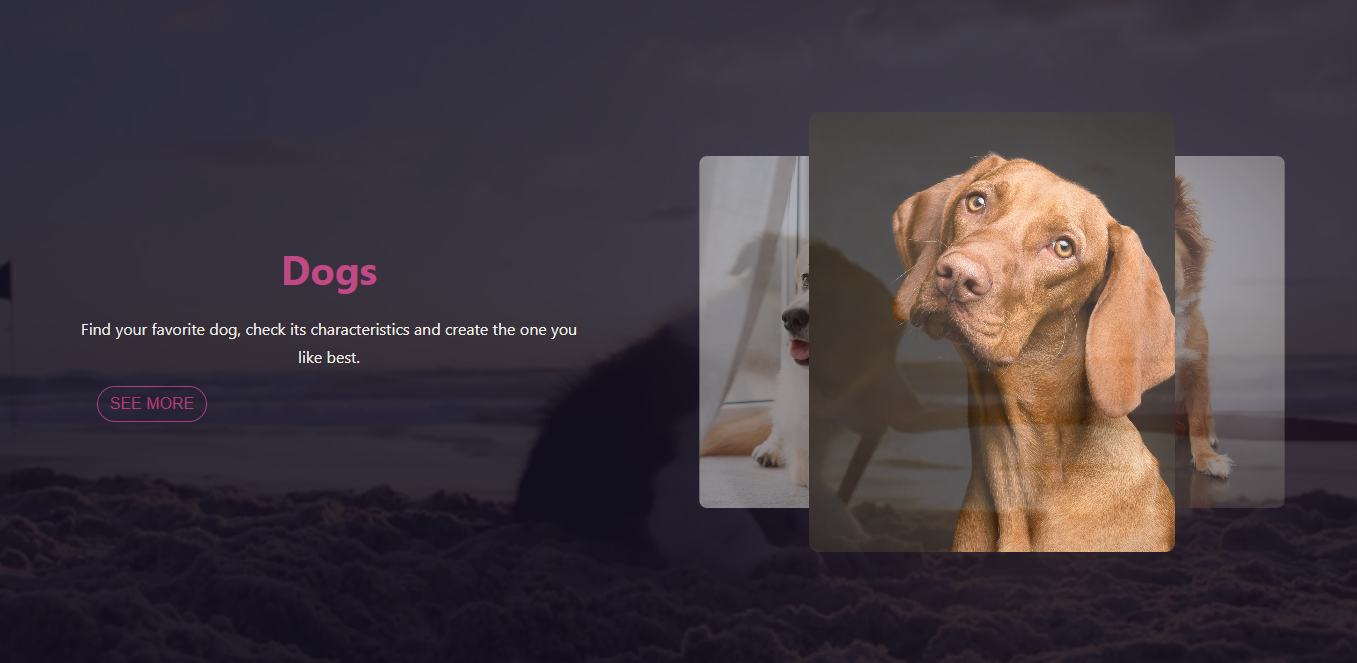 Dogs
Find your favorite dog, check its characteristics and create the one you
like best.
SEE MORE